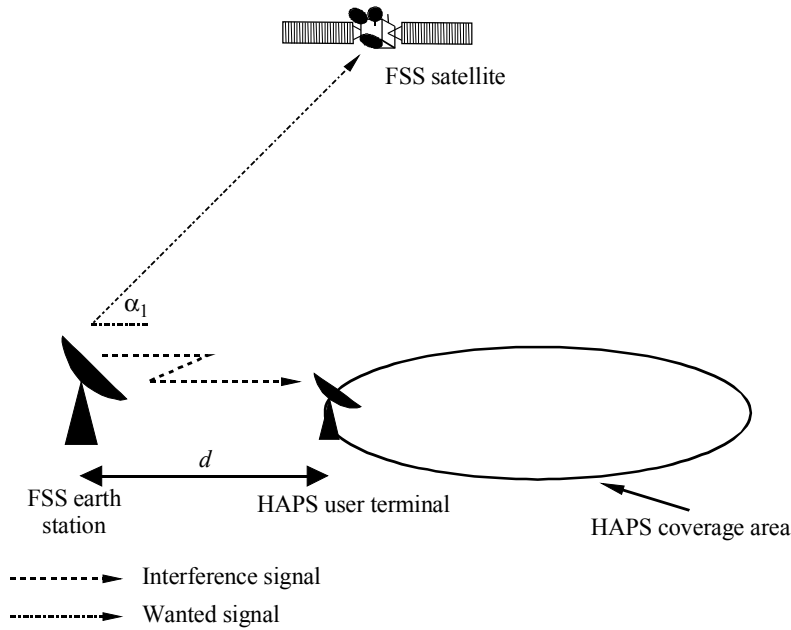 FSS satellite
α1
d
FSS earth
station
HAPS user terminal
HAPS coverage area
Interference signal
Wanted signal